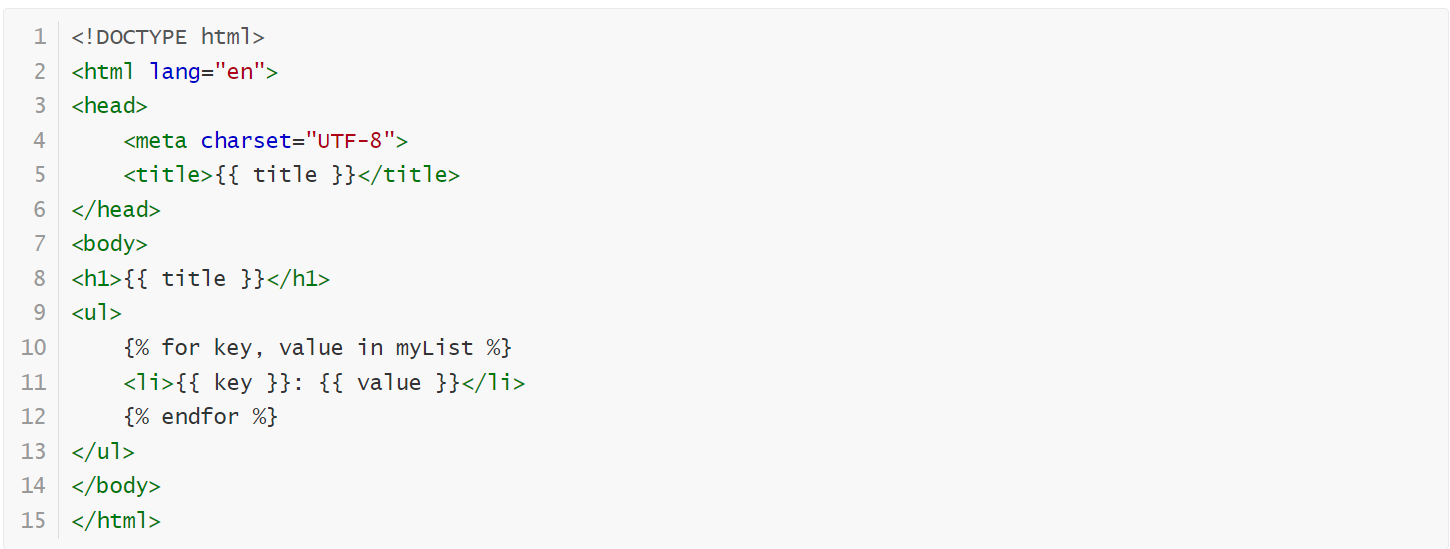 1 <!DOCTYPE html>
2 <html lang="en">
3 <head>
4     <meta charset="UTF-8">
5     <title>{{ title }}</title>
6 </head>
7 <body>
8 <h1>{{ title }}</h1>
9 <ul>
10     {% for key, value in myList %}
11     <li>{{ key }}: {{ value }}</li>
12     {% endfor %}
13 </ul>
14 </body>
15 </html>